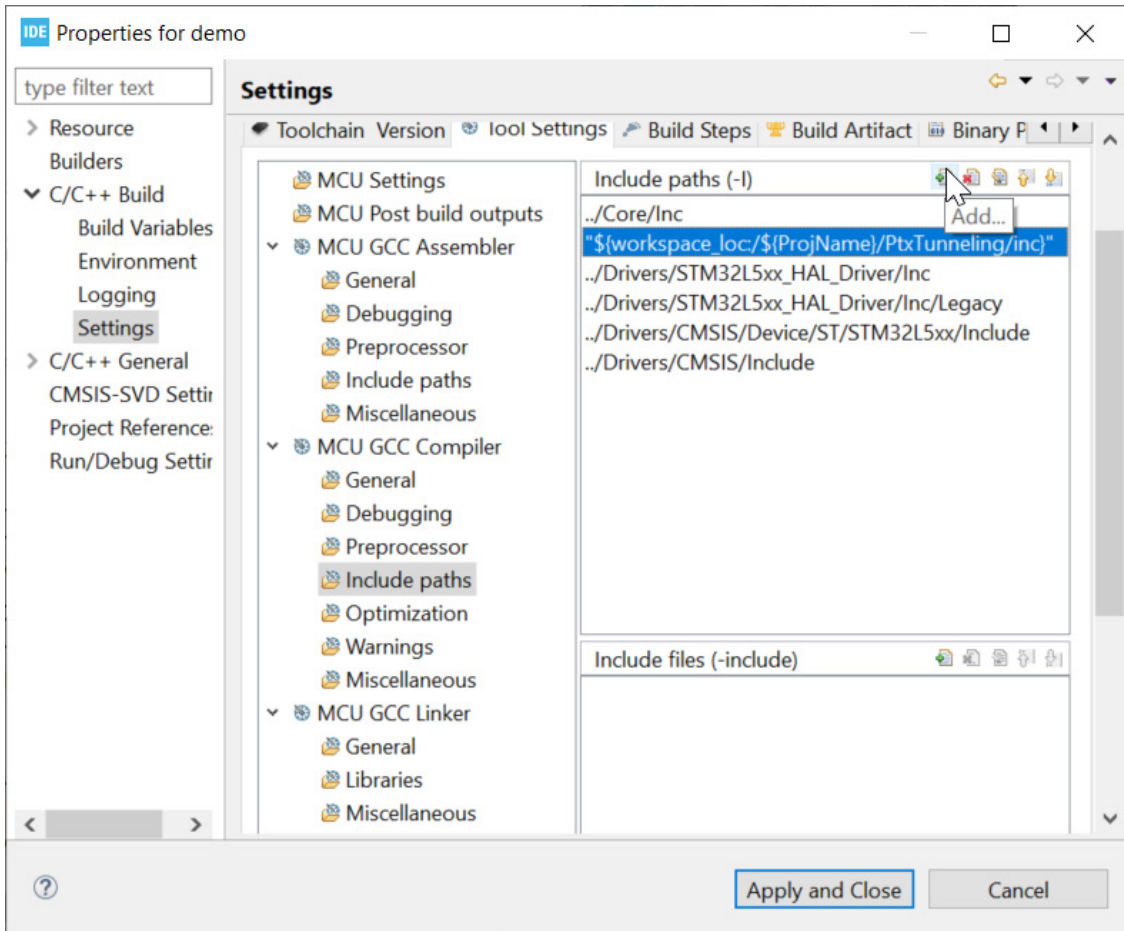 IDE Properties for demo
type filter text
Resource
Builders
C/C++ Build
Build Variables
Environment
Logging
Settings
C/C++ General
CMSIS-SVD Settir
Project Reference:
Run/Debug Settir
Settings
Toolchain Version Tool Settings Build Steps Build Artifact Binary P
MCU Settings
MCU Post build outputs
MCU GCC Assembler
General
Debugging
Preprocessor
Include paths
Miscellaneous
MCU GCC Compiler
General
Debugging
Preprocessor
Include paths
Optimization
Warnings
Miscellaneous
MCU GCC Linker
General
Libraries
Miscellaneous
Include paths (-I)
Add...
../Core/Inc
"${workspace_loc:/${ProjName}/PtxTunneling/inc}"
../Drivers/STM32L5xx_HAL_Driver/Inc
../Drivers/STM32L5xx_HAL_Driver/Inc/Legacy
../Drivers/CMSIS/Device/ST/STM32L5xx/Include
../Drivers/CMSIS/Include
Include files (-include)
?
Apply and Close
Cancel